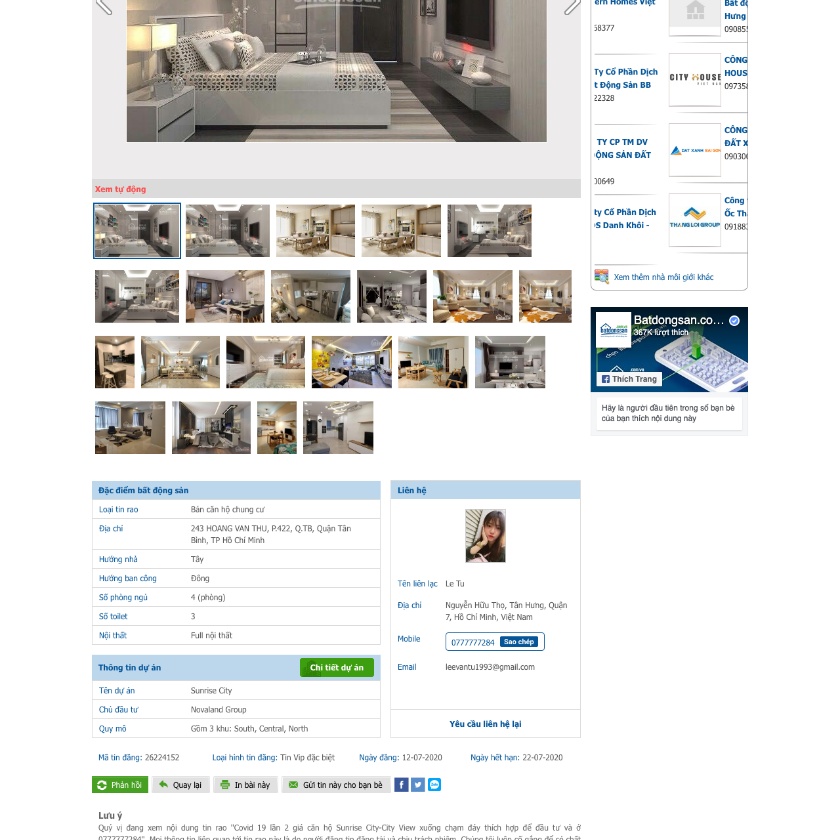 ern Homes Việt
68377
Hưng
09085
Ty Cổ Phần Dịch
t Động Sản BB
22328
CITY HOUSE
CÔNG
HOUS
09735
TY CP TM DV
ỘNG SẢN ĐẤT
00649
ĐẤT XANH
CÔNG
ĐẤT X
09030
ty Cổ Phần Dịch
S Danh Khôi -
THANG LOI GROUP
Công
Ốc Th
09188
Xem thêm nhà môi giới khác
Xem tự động
Batdongsan.co...
367K lượt thích
Batdongsan
Thích Trang
Hãy là người đầu tiên trong số bạn bè
của bạn thích nội dung này
Đặc điểm bất động sản
Loại tin rao Bán căn hộ chung cư
Địa chỉ 243 HOANG VAN THU, P.422, Q.TB, Quận Tân
Bình, TP Hồ Chí Minh
Hướng nhà Tây
Hướng ban công Đông
Số phòng ngủ 4 (phòng)
Số toilet 3
Nội thất Full nội thất
Thông tin dự án Chi tiết dự án
Tên dự án Sunrise City
Chủ đầu tư Novaland Group
Quy mô Gồm 3 khu: South, Central, North
Liên hệ
Tên liên lạc Le Tu
Địa chỉ Nguyễn Hữu Thọ, Tân Hưng, Quận
7, Hồ Chí Minh, Việt Nam
Mobile 0777777284 Sao chép
Email leevantu1993@gmail.com
Yêu cầu liên hệ lại
Mã tin đăng: 26224152 Loại hình tin đăng: Tin Vip đặc biệt Ngày đăng: 12-07-2020 Ngày hết hạn: 22-07-2020
Phản hồi Quay lại In bài này Gửi tin này cho bạn bè
Lưu ý
Quý vị đang xem nội dung tin rao "Covid 19 lần 2 giá căn hộ Sunrise City-City View xuống chạm đáy thích hợp để đầu tư và ở
0777777284". Mọi thông tin liên quan tới tin rao này là do người đăng tin đăng tải và chịu trách nhiệm. Chúng tôi luôn cố gắng để có chất